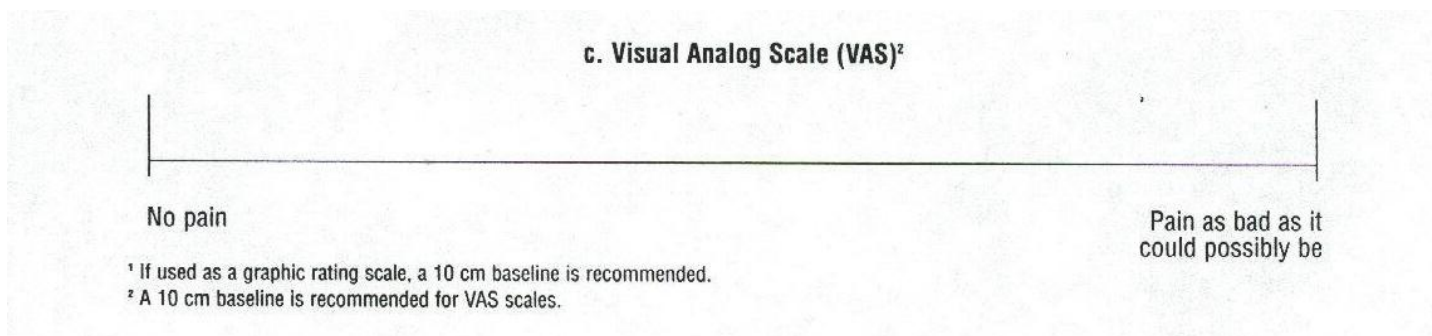 c. Visual Analog Scale (VAS)²
No pain
Pain as bad as it
could possibly be
¹ If used as a graphic rating scale, a 10 cm baseline is recommended.
² A 10 cm baseline is recommended for VAS scales.